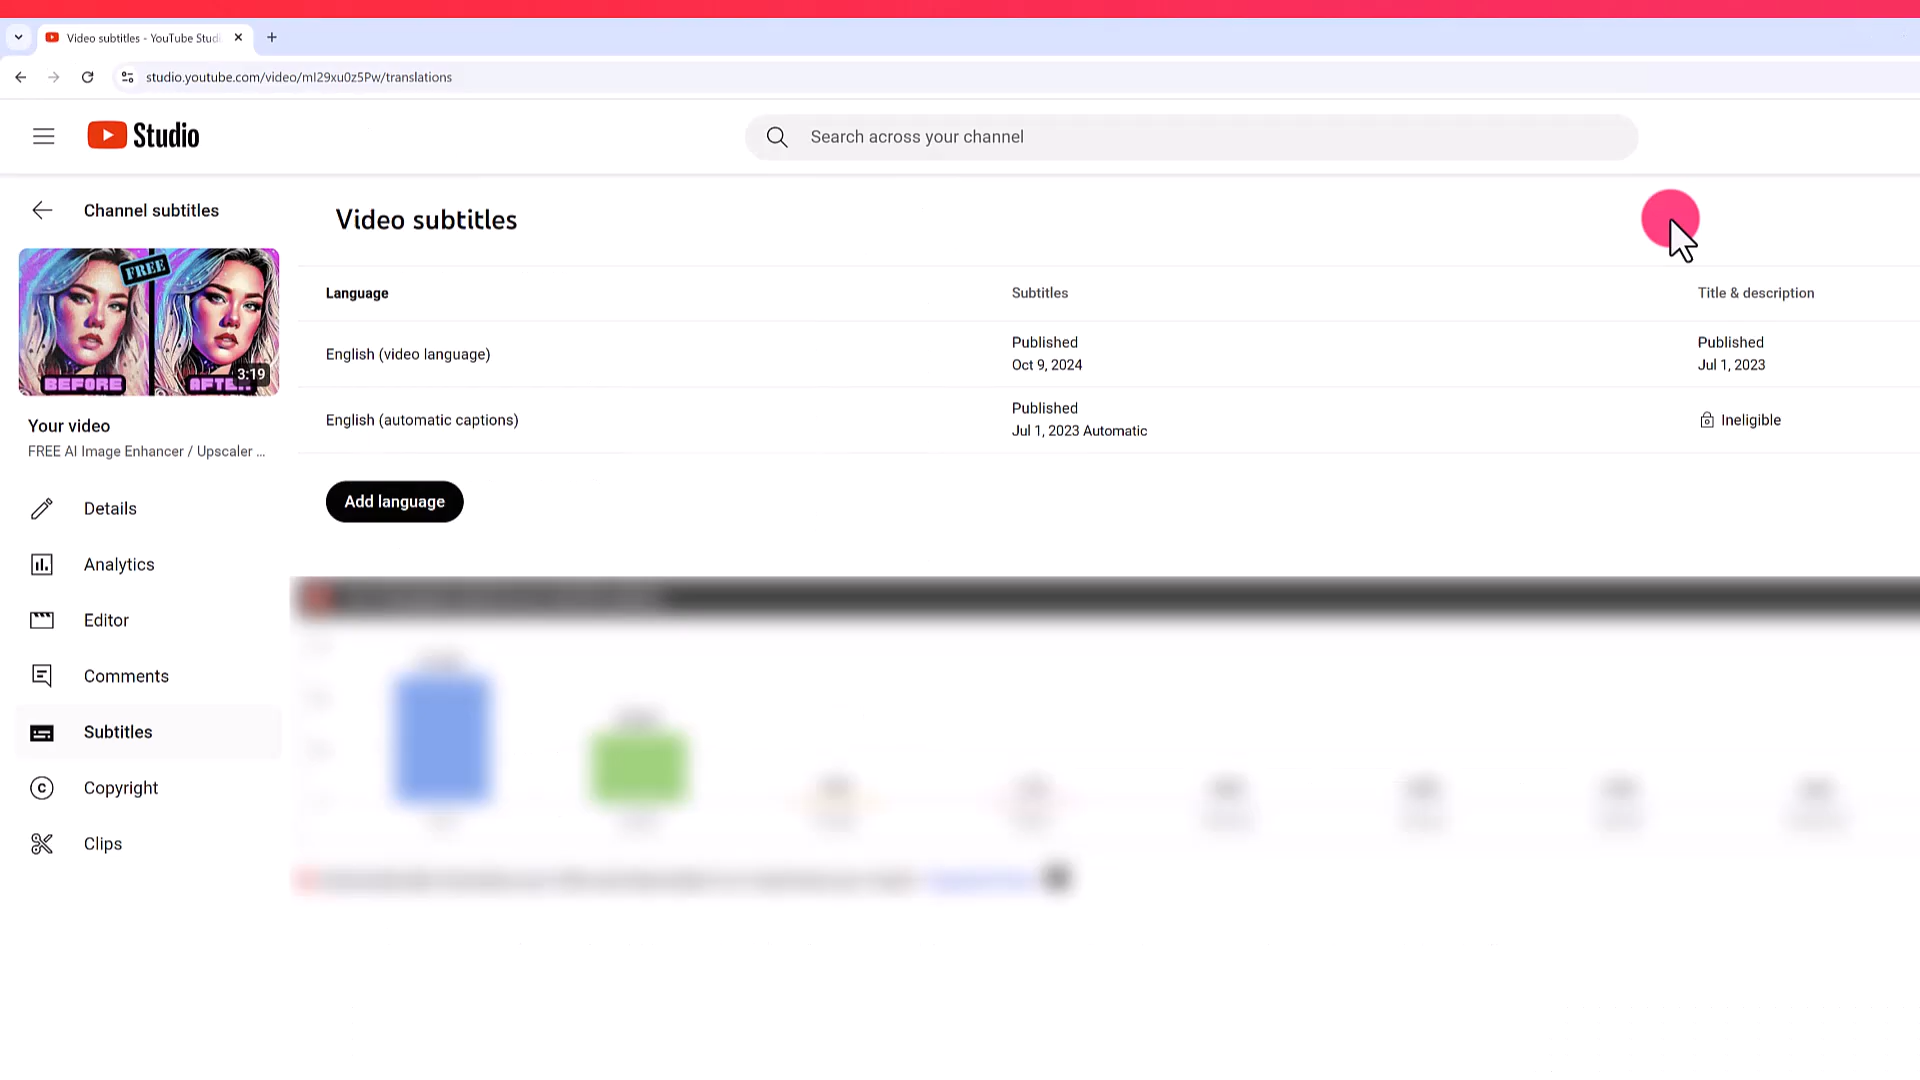 Video subtitles - YouTube Stud
studio.youtube.com/video/ml29xu0z5Pw/translations
Studio
Search across your channel
Channel subtitles
Video subtitles
FREE
BEFORE
AFTE
3:19
Language
Subtitles
Title & description
English (video language)
Published
Oct 9, 2024
Published
Jul 1, 2023
English (automatic captions)
Published
Jul 1, 2023 Automatic
Ineligible
Your video
FREE AI Image Enhancer / Upscaler ...
Add language
Details
Analytics
Editor
Comments
Subtitles
Copyright
Clips